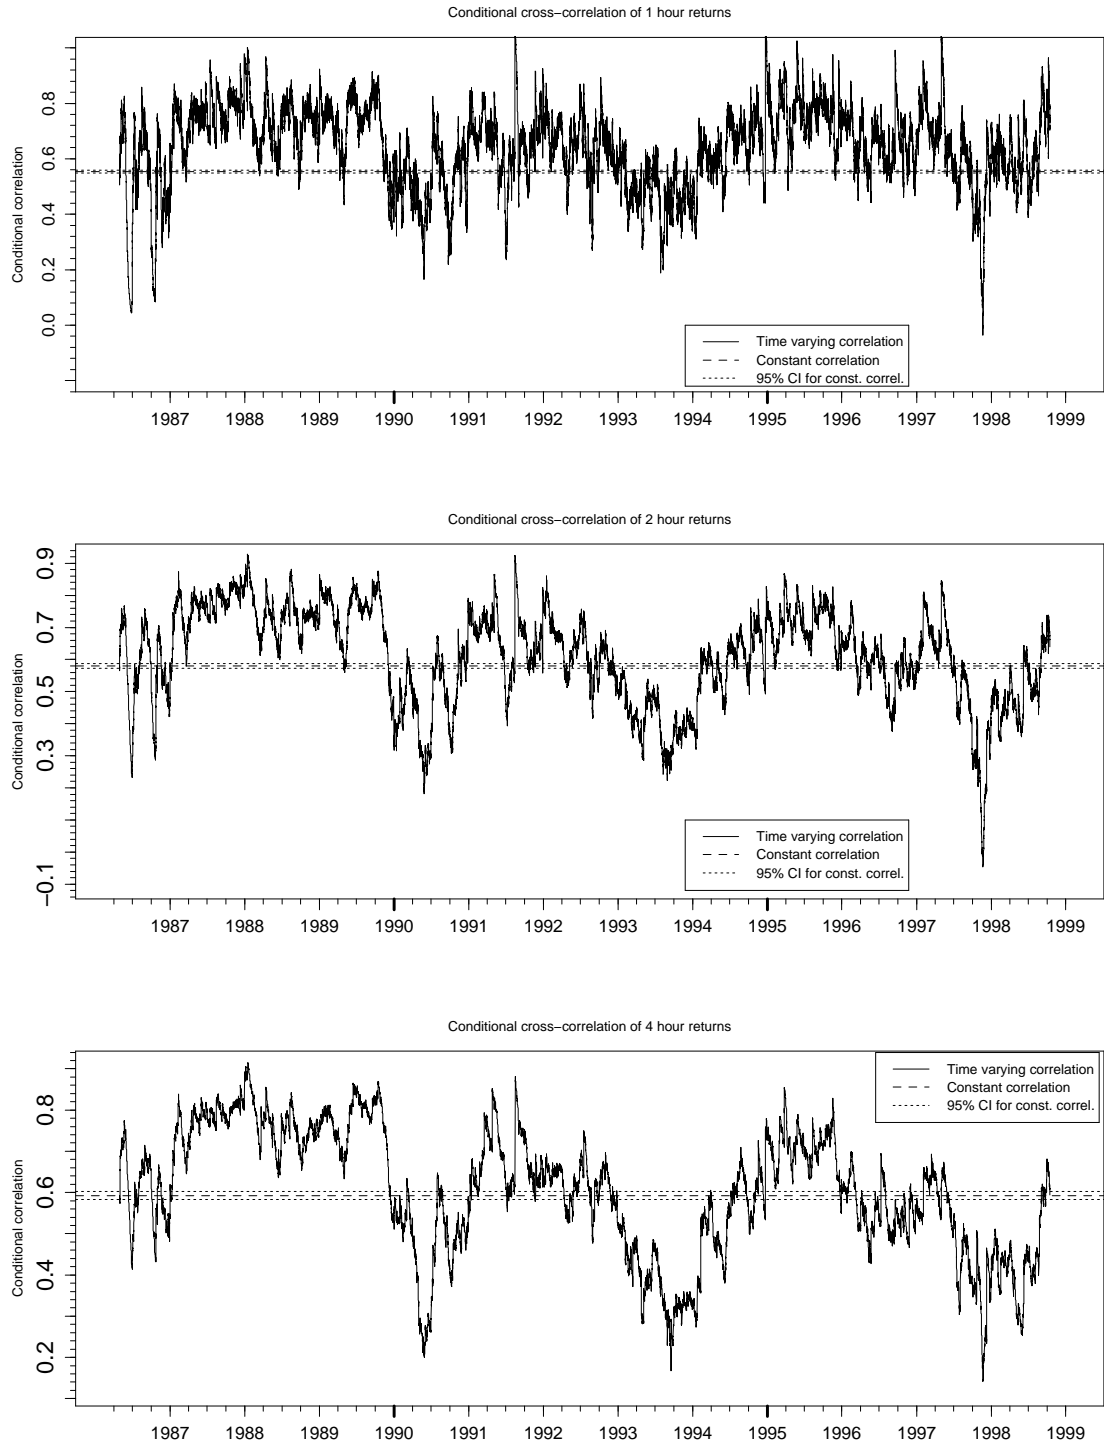 Conditional cross−correlation of 1 hour returns
Conditional correlation
0.8
0.6
0.4
0.2
0.0
Time varying correlation
Constant correlation
95% CI for const. correl.
1987 1988 1989 1990 1991 1992 1993 1994 1995 1996 1997 1998 1999
Conditional cross−correlation of 2 hour returns
Conditional correlation
0.9
0.7
0.5
0.3
−0.1
Time varying correlation
Constant correlation
95% CI for const. correl.
1987 1988 1989 1990 1991 1992 1993 1994 1995 1996 1997 1998 1999
Conditional cross−correlation of 4 hour returns
Conditional correlation
0.8
0.6
0.4
0.2
Time varying correlation
Constant correlation
95% CI for const. correl.
1987 1988 1989 1990 1991 1992 1993 1994 1995 1996 1997 1998 1999